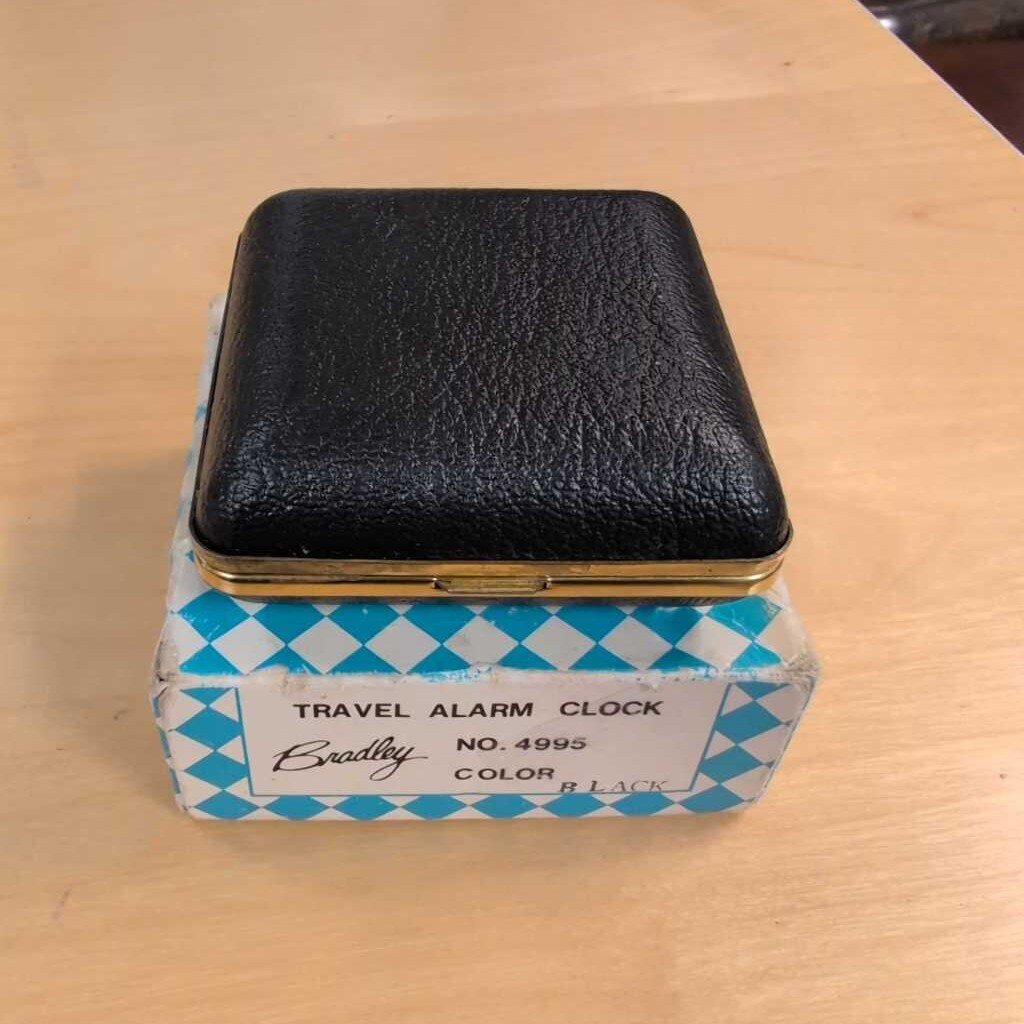 TRAVEL ALARM CLOCK
Bradley NO. 4995
COLOR BLACK